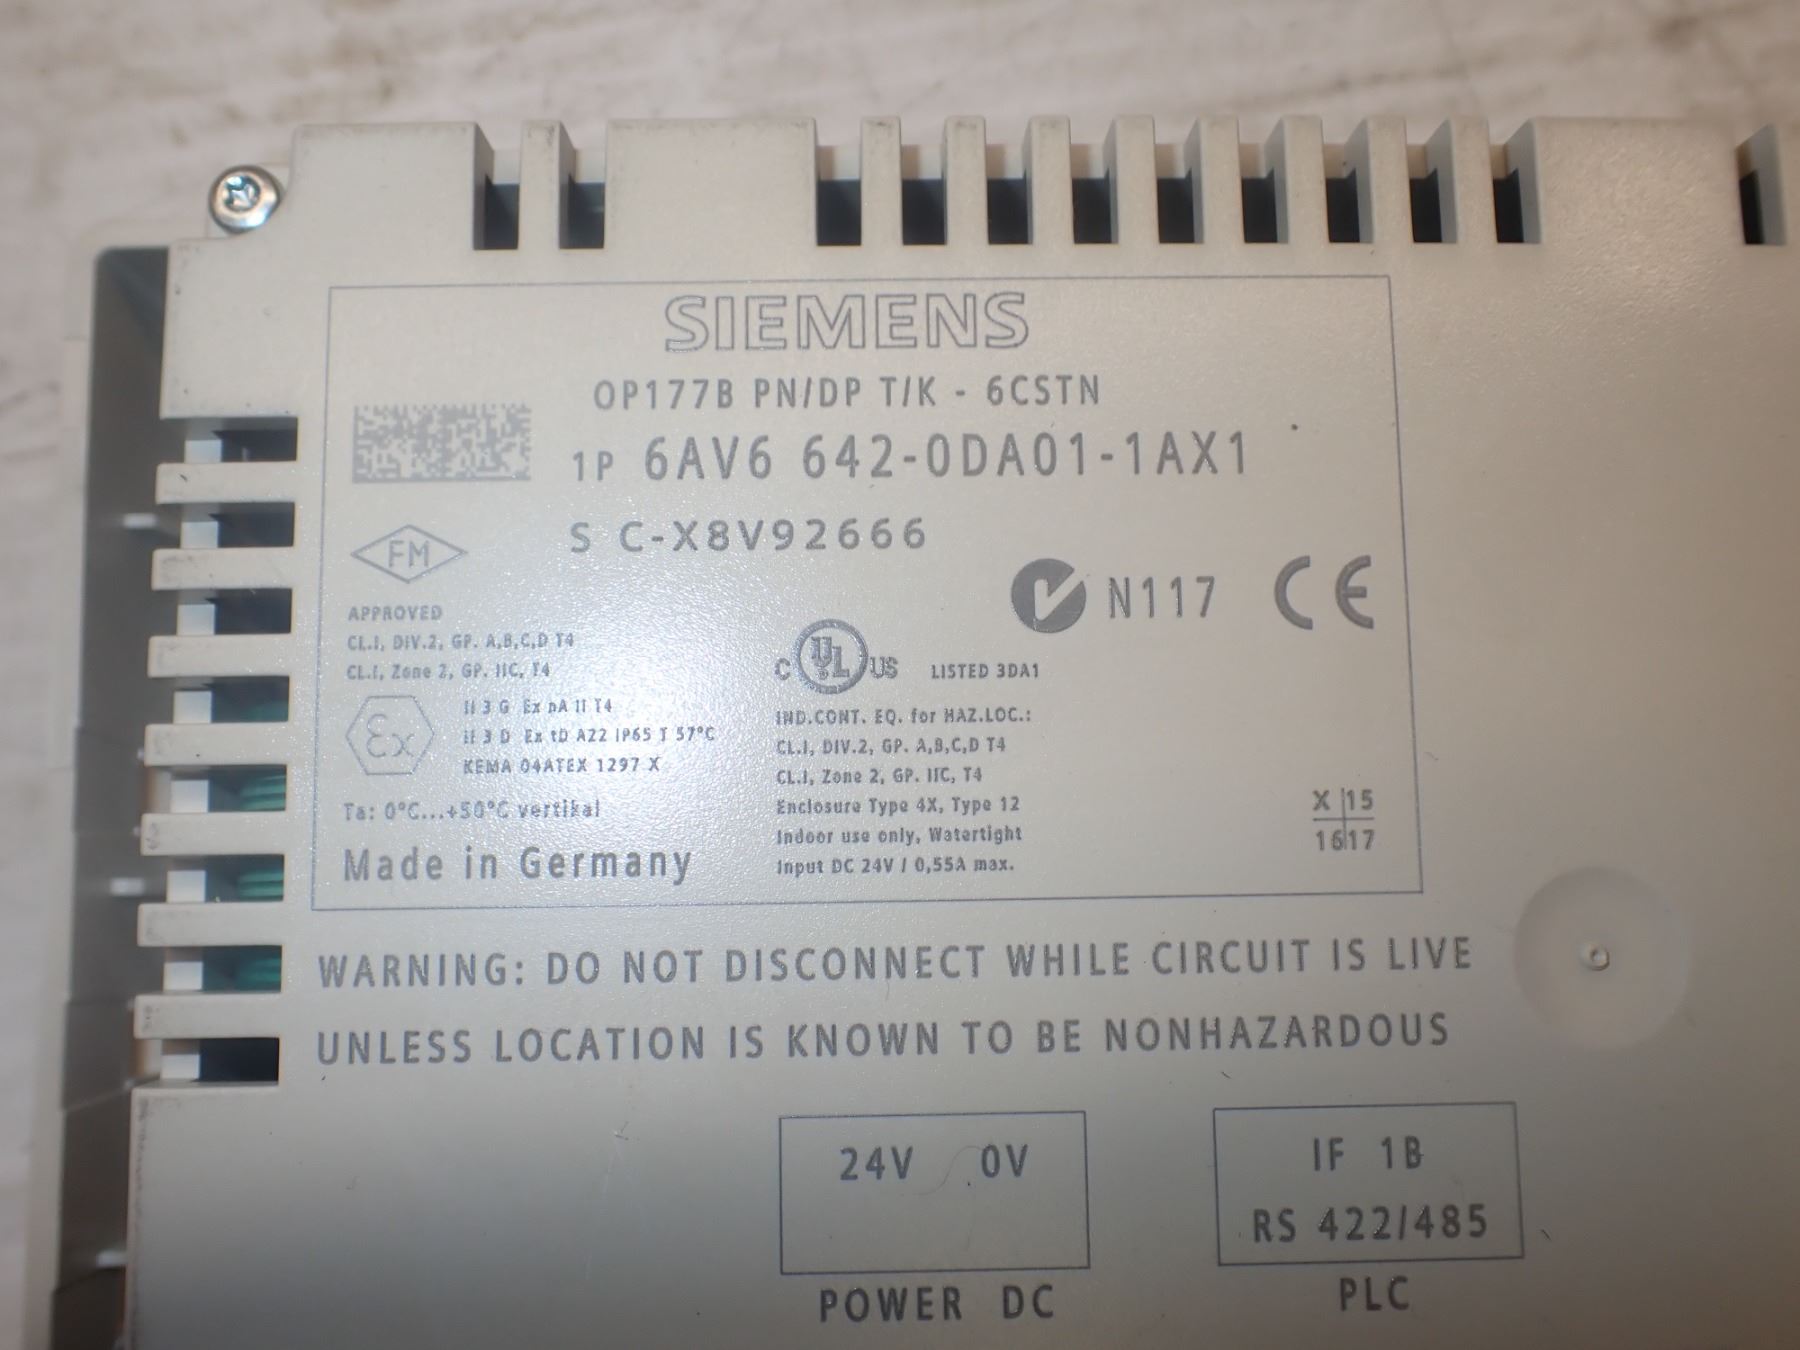 SIEMENS
OP177B PN/DP T/K - 6CSTN
1P 6AV6 642-0DA01-1AX1
S C-X8V92666
FM
N117 CE
APPROVED
CL.I, DIV.2, GP. A,B,C,D T4
CL.I, Zone 2, GP. IIC, T4
C UL US LISTED 3DA1
Ex
II 3 G Ex nA II T4
II 3 D Ex tD A22 IP65 T 57°C
KEMA 04ATEX 1297 X
IND.CONT. EQ. for HAZ.LOC.:
CL.I, DIV.2, GP. A,B,C,D T4
CL.I, Zone 2, GP. IIC, T4
Enclosure Type 4X, Type 12
Indoor use only, Watertight
Input DC 24V / 0,55A max.
Ta: 0°C...+50°C vertikal
Made in Germany
X 15
16 17
WARNING: DO NOT DISCONNECT WHILE CIRCUIT IS LIVE
UNLESS LOCATION IS KNOWN TO BE NONHAZARDOUS
24V 0V
POWER DC
IF 1B
RS 422/485
PLC